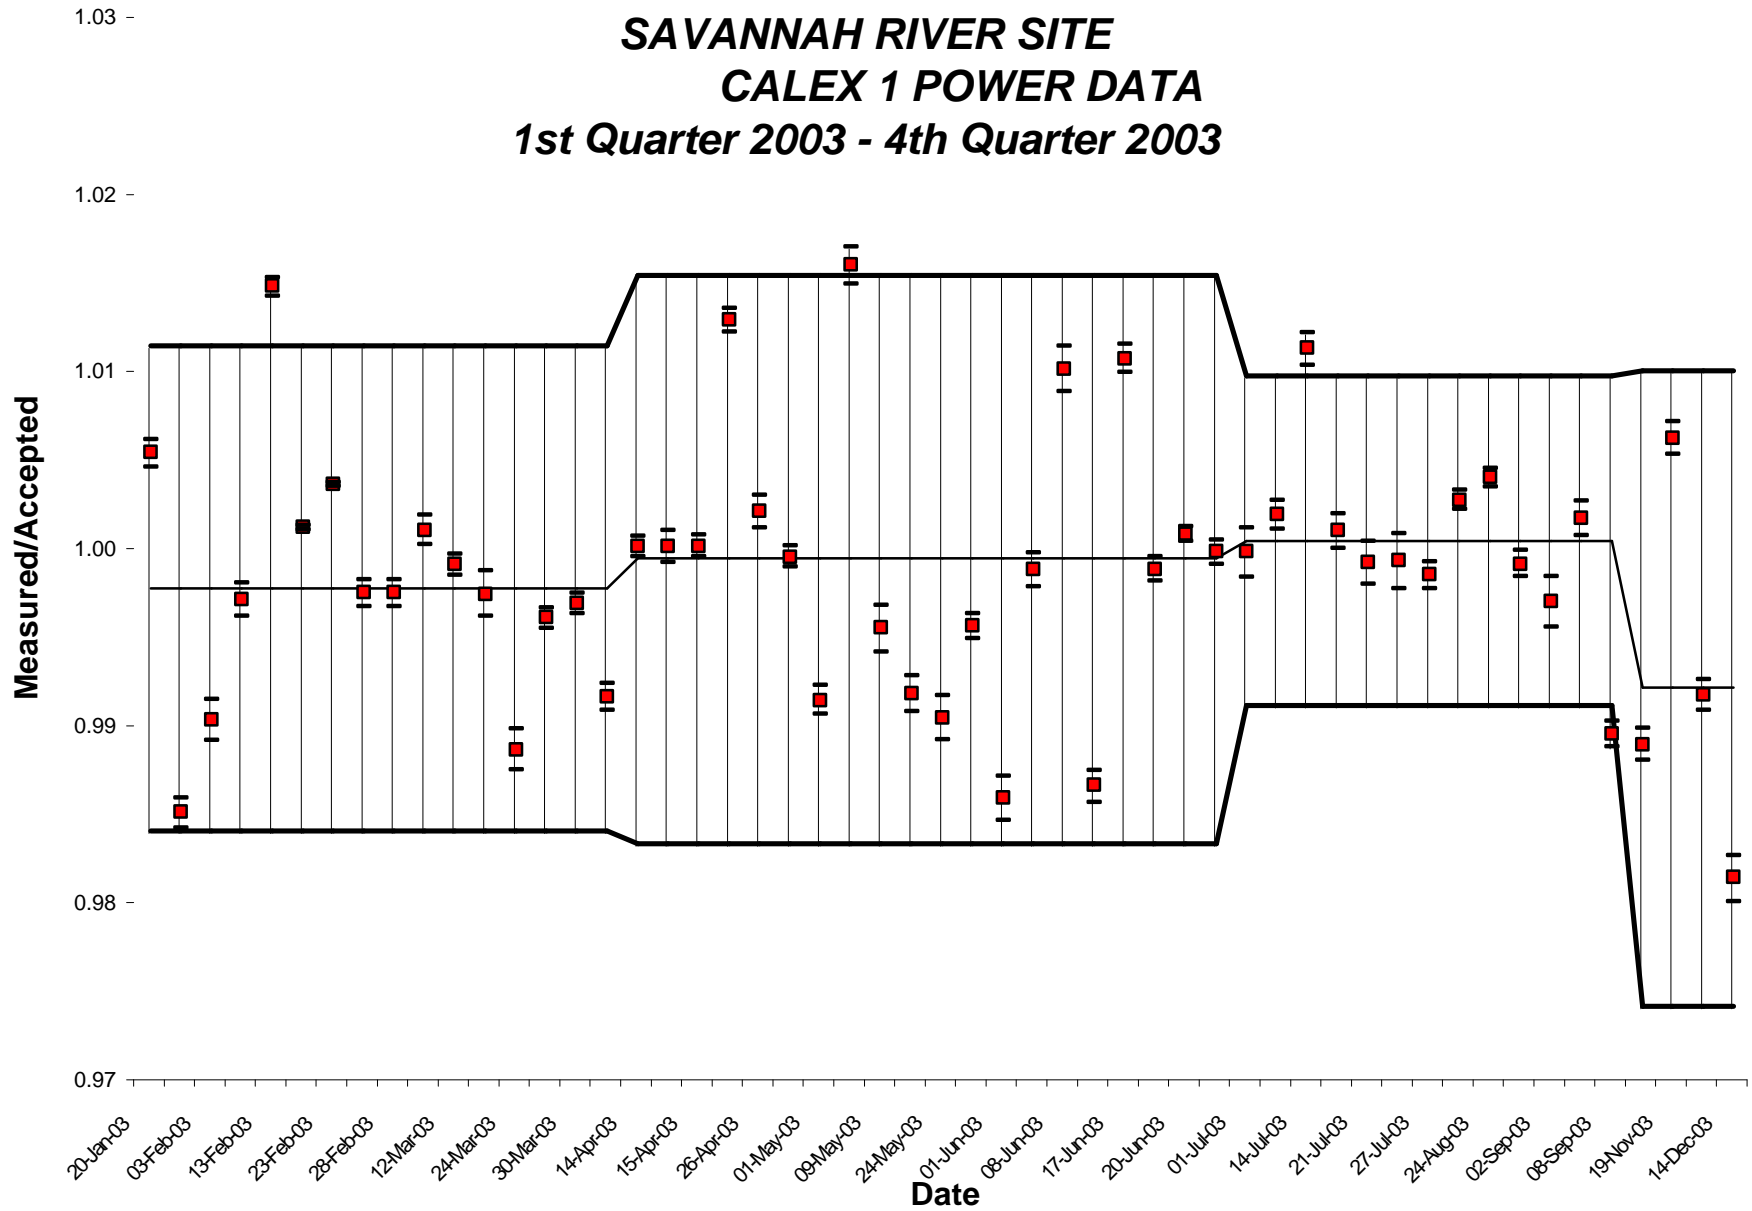 SAVANNAH RIVER SITE
CALEX 1 POWER DATA
1st Quarter 2003 - 4th Quarter 2003
1.03
1.02
1.01
1.00
0.99
0.98
0.97
Measured/Accepted
20-Jan-03
03-Feb-03
13-Feb-03
23-Feb-03
28-Feb-03
12-Mar-03
24-Mar-03
30-Mar-03
14-Apr-03
15-Apr-03
26-Apr-03
01-May-03
09-May-03
24-May-03
01-Jun-03
08-Jun-03
17-Jun-03
20-Jun-03
01-Jul-03
14-Jul-03
21-Jul-03
27-Jul-03
24-Aug-03
02-Sep-03
08-Sep-03
19-Nov-03
14-Dec-03
Date